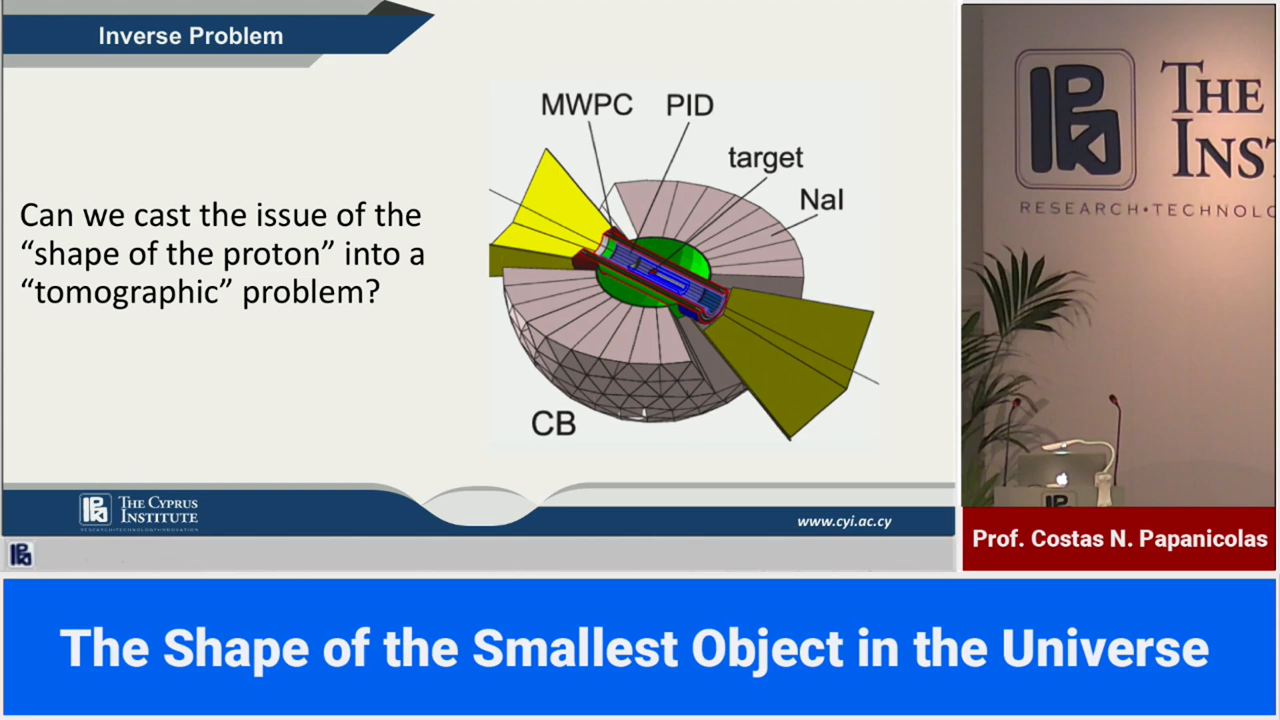 Inverse Problem
Can we cast the issue of the
“shape of the proton” into a
“tomographic” problem?
MWPC
PID
target
NaI
CB
THE CYPRUS
INSTITUTE
www.cyi.ac.cy
THE
INS
RESEARCH•TECHNOLO
Prof. Costas N. Papanicolas
The Shape of the Smallest Object in the Universe